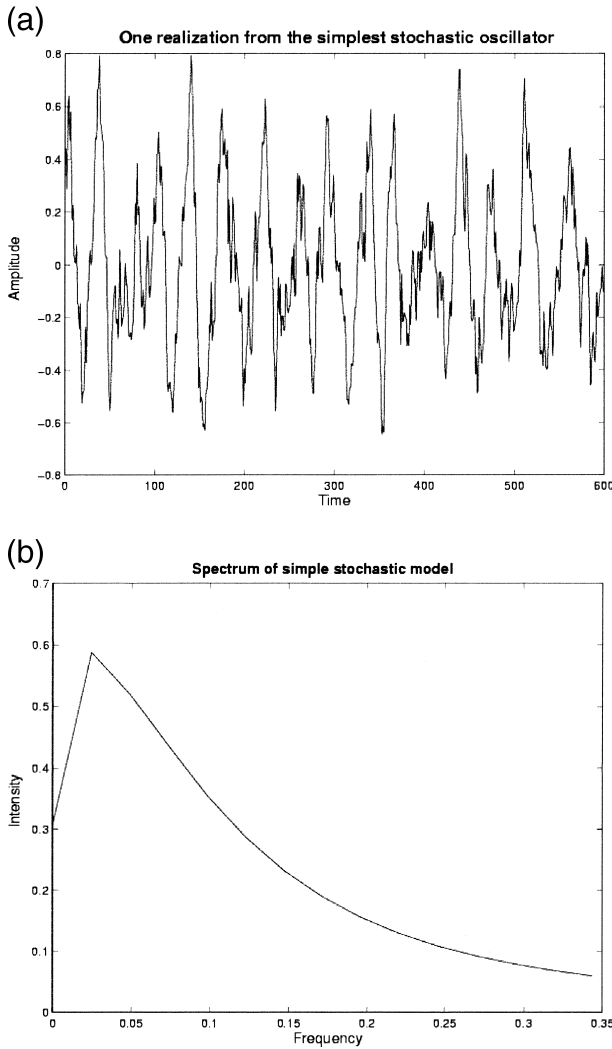 (a)
One realization from the simplest stochastic oscillator
0.8
0.6
0.4
0.2
0
−0.2
−0.4
−0.6
−0.8
Amplitude
0 100 200 300 400 500 600
Time
(b)
Spectrum of simple stochastic model
0.7
0.6
0.5
0.4
0.3
0.2
0.1
0
Intensity
0 0.05 0.1 0.15 0.2 0.25 0.3 0.35
Frequency